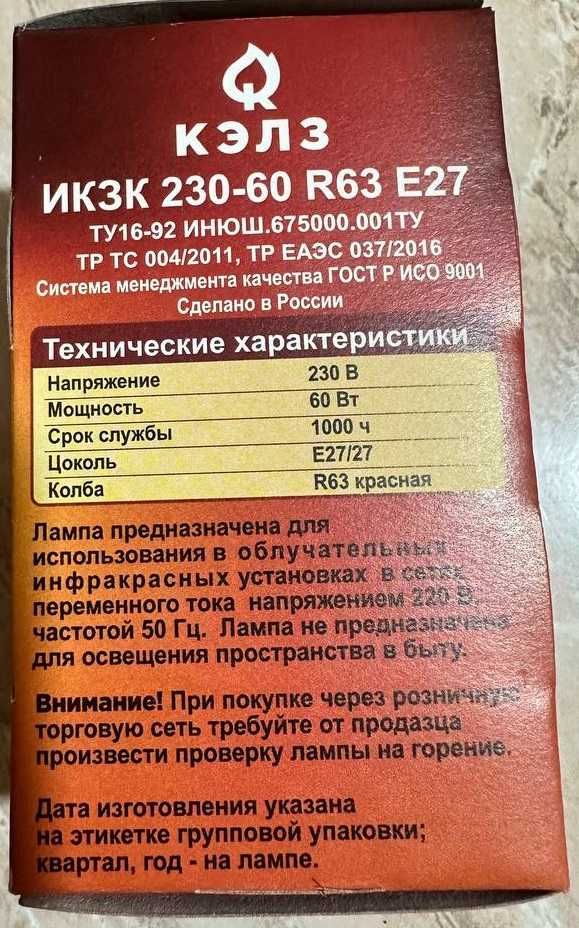 КЭЛЗ
ИКЗК 230-60 R63 E27
ТУ16-92 ИНЮШ.675000.001ТУ
ТР ТС 004/2011, ТР ЕАЭС 037/2016
Система менеджмента качества ГОСТ Р ИСО 9001
Сделано в России
Технические характеристики
Напряжение 230 В
Мощность 60 Вт
Срок службы 1000 ч
Цоколь E27/27
Колба R63 красная
Лампа предназначена для
использования в облучательных
инфракрасных установках в сетях
переменного тока напряжением 220 В,
частотой 50 Гц. Лампа не предназначена
для освещения пространства в быту.
Внимание! При покупке через розничную
торговую сеть требуйте от продазца
произвести проверку лампы на горение.
Дата изготовления указана
на этикетке групповой упаковки;
квартал, год - на лампе.